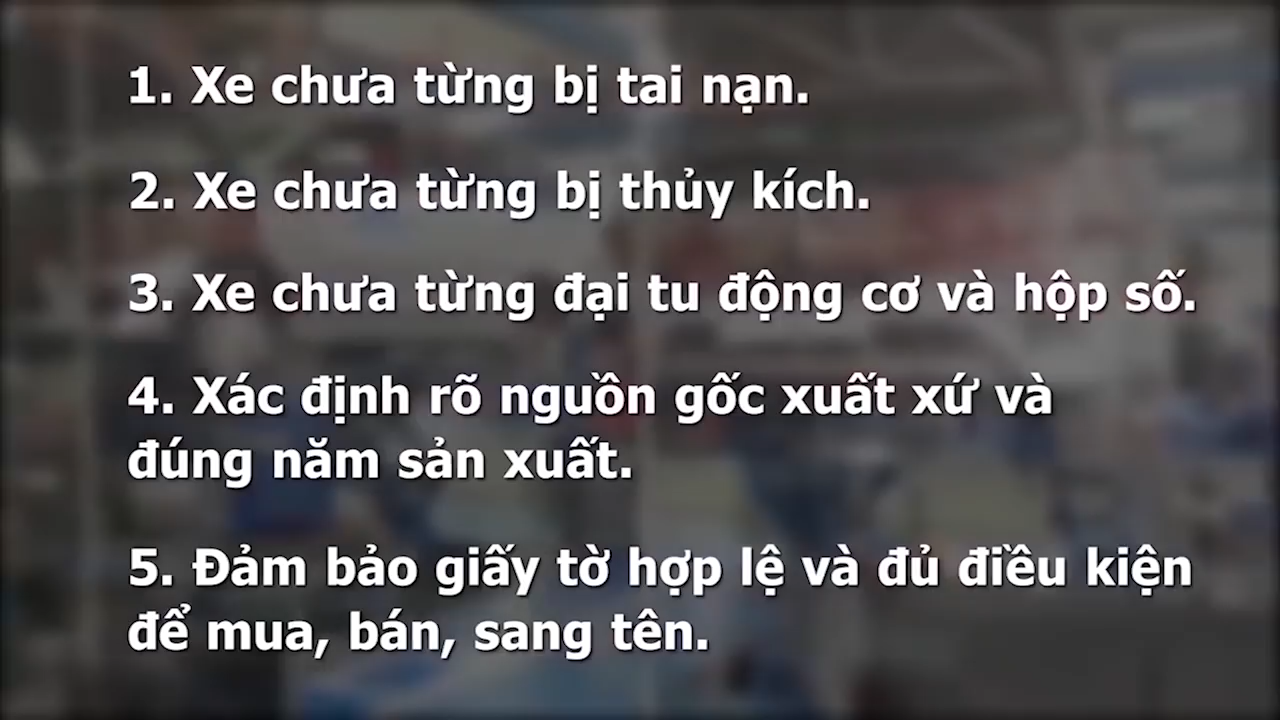 1. Xe chưa từng bị tai nạn.
2. Xe chưa từng bị thủy kích.
3. Xe chưa từng đại tu động cơ và hộp số.
4. Xác định rõ nguồn gốc xuất xứ và
đúng năm sản xuất.
5. Đảm bảo giấy tờ hợp lệ và đủ điều kiện
để mua, bán, sang tên.